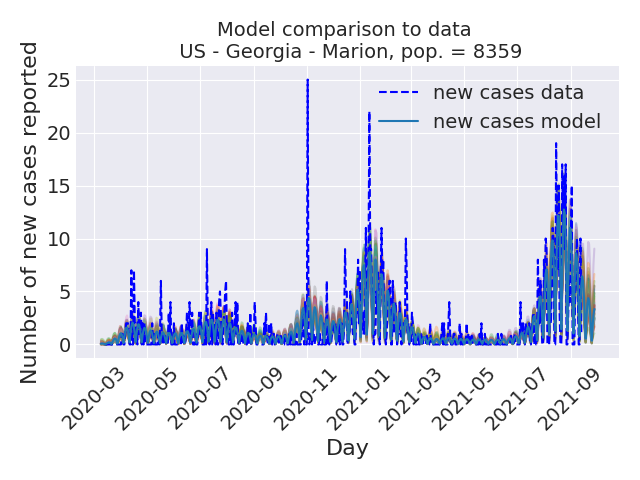 Model comparison to data
US - Georgia - Marion, pop. = 8359
Number of new cases reported
25
20
15
10
5
0
new cases data
new cases model
2020-03
2020-05
2020-07
2020-09
2020-11
2021-01
2021-03
2021-05
2021-07
2021-09
Day